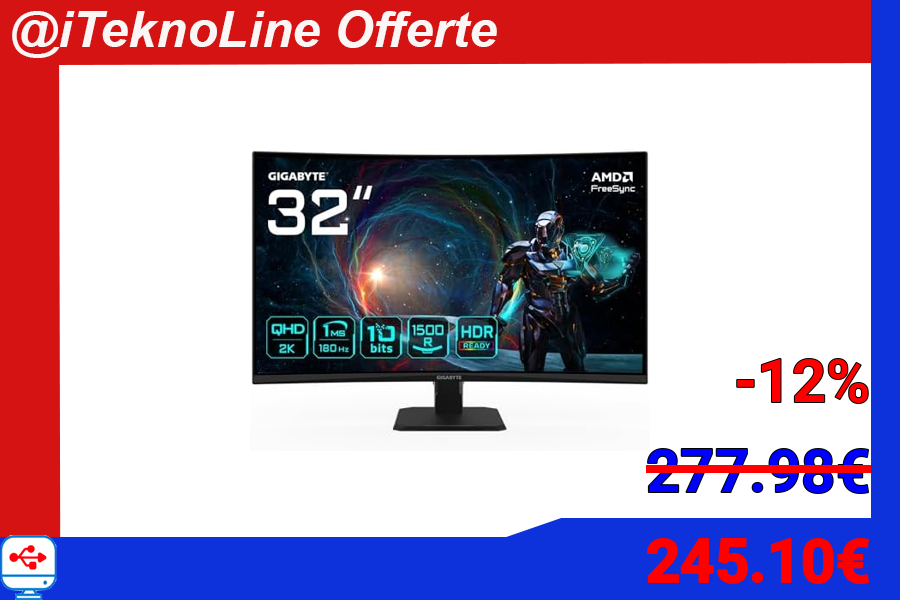 @iTeknoLine Offerte
GIGABYTE
32"
AMD
FreeSync
QHD
2K
1MS
180Hz
10
bits
1500
R
HDR
READY
GIGABYTE
-12%
277.98€
245.10€